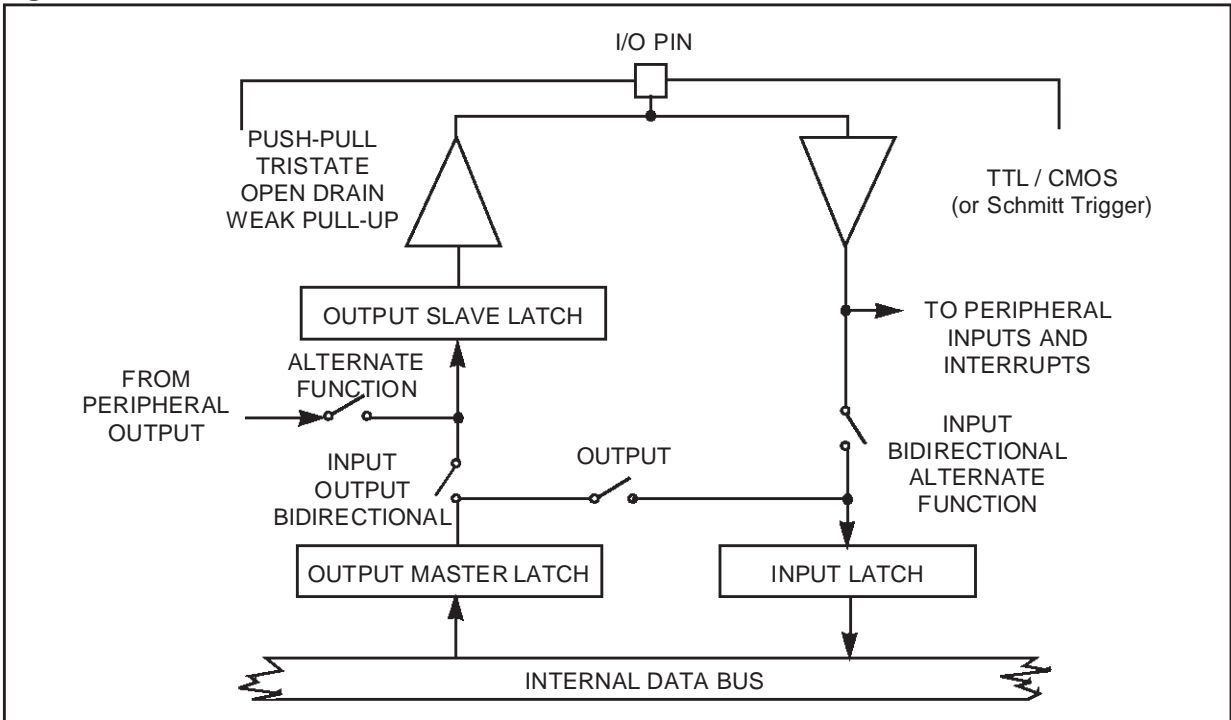 I/O PIN
PUSH-PULL
TRISTATE
OPEN DRAIN
WEAK PULL-UP
TTL / CMOS
(or Schmitt Trigger)
OUTPUT SLAVE LATCH
TO PERIPHERAL
INPUTS AND
INTERRUPTS
ALTERNATE
FUNCTION
FROM
PERIPHERAL
OUTPUT
INPUT
OUTPUT
BIDIRECTIONAL
OUTPUT
INPUT
BIDIRECTIONAL
ALTERNATE
FUNCTION
OUTPUT MASTER LATCH
INPUT LATCH
INTERNAL DATA BUS